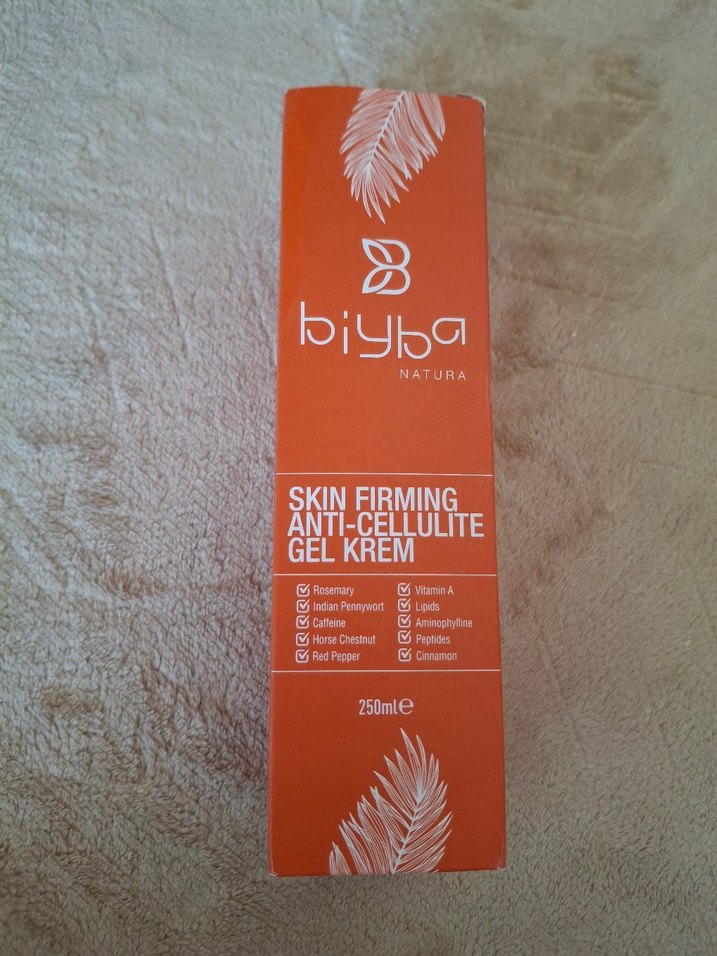 biyba
NATURA
SKIN FIRMING
ANTI-CELLULITE
GEL KREM
Rosemary
Indian Pennywort
Caffeine
Horse Chestnut
Red Pepper
Vitamin A
Lipids
Aminophylline
Peptides
Cinnamon
250ml℮